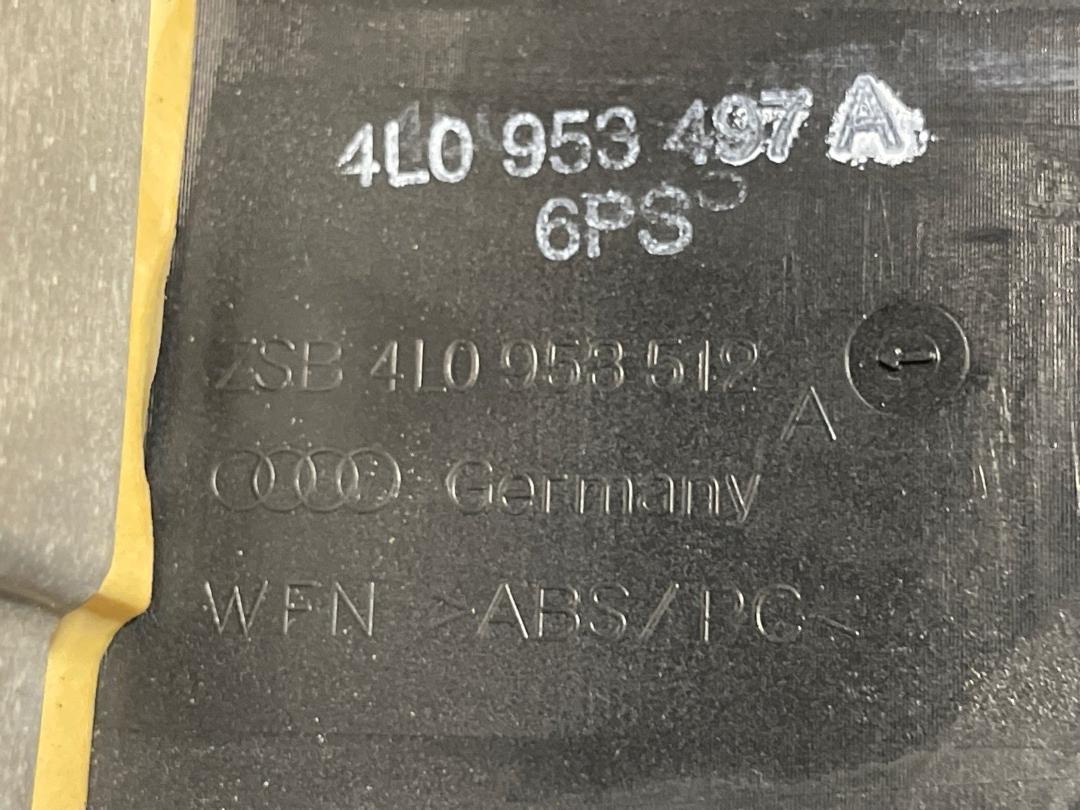 4L0 953 497 A
6PS
ZSB 4L0 953 512 A
Germany
WFN >ABS/PC<